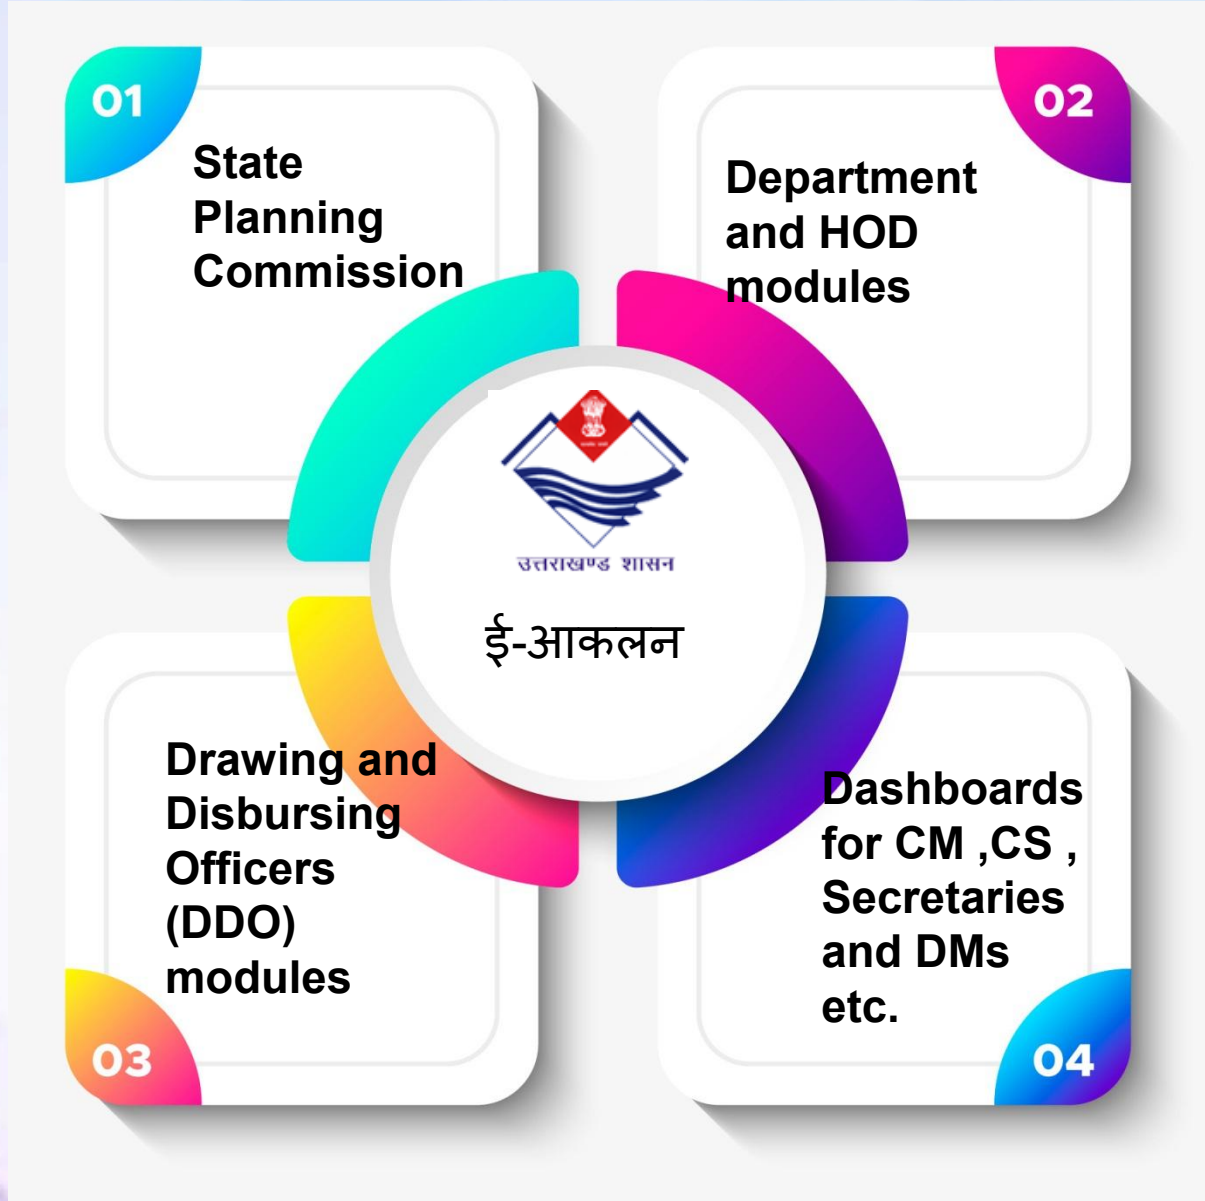 01
State
Planning
Commission
02
Department
and HOD
modules
उत्तराखण्ड शासन
ई-आकलन
Drawing and
Disbursing
Officers
(DDO)
modules
03
Dashboards
for CM ,CS ,
Secretaries
and DMs
etc.
04